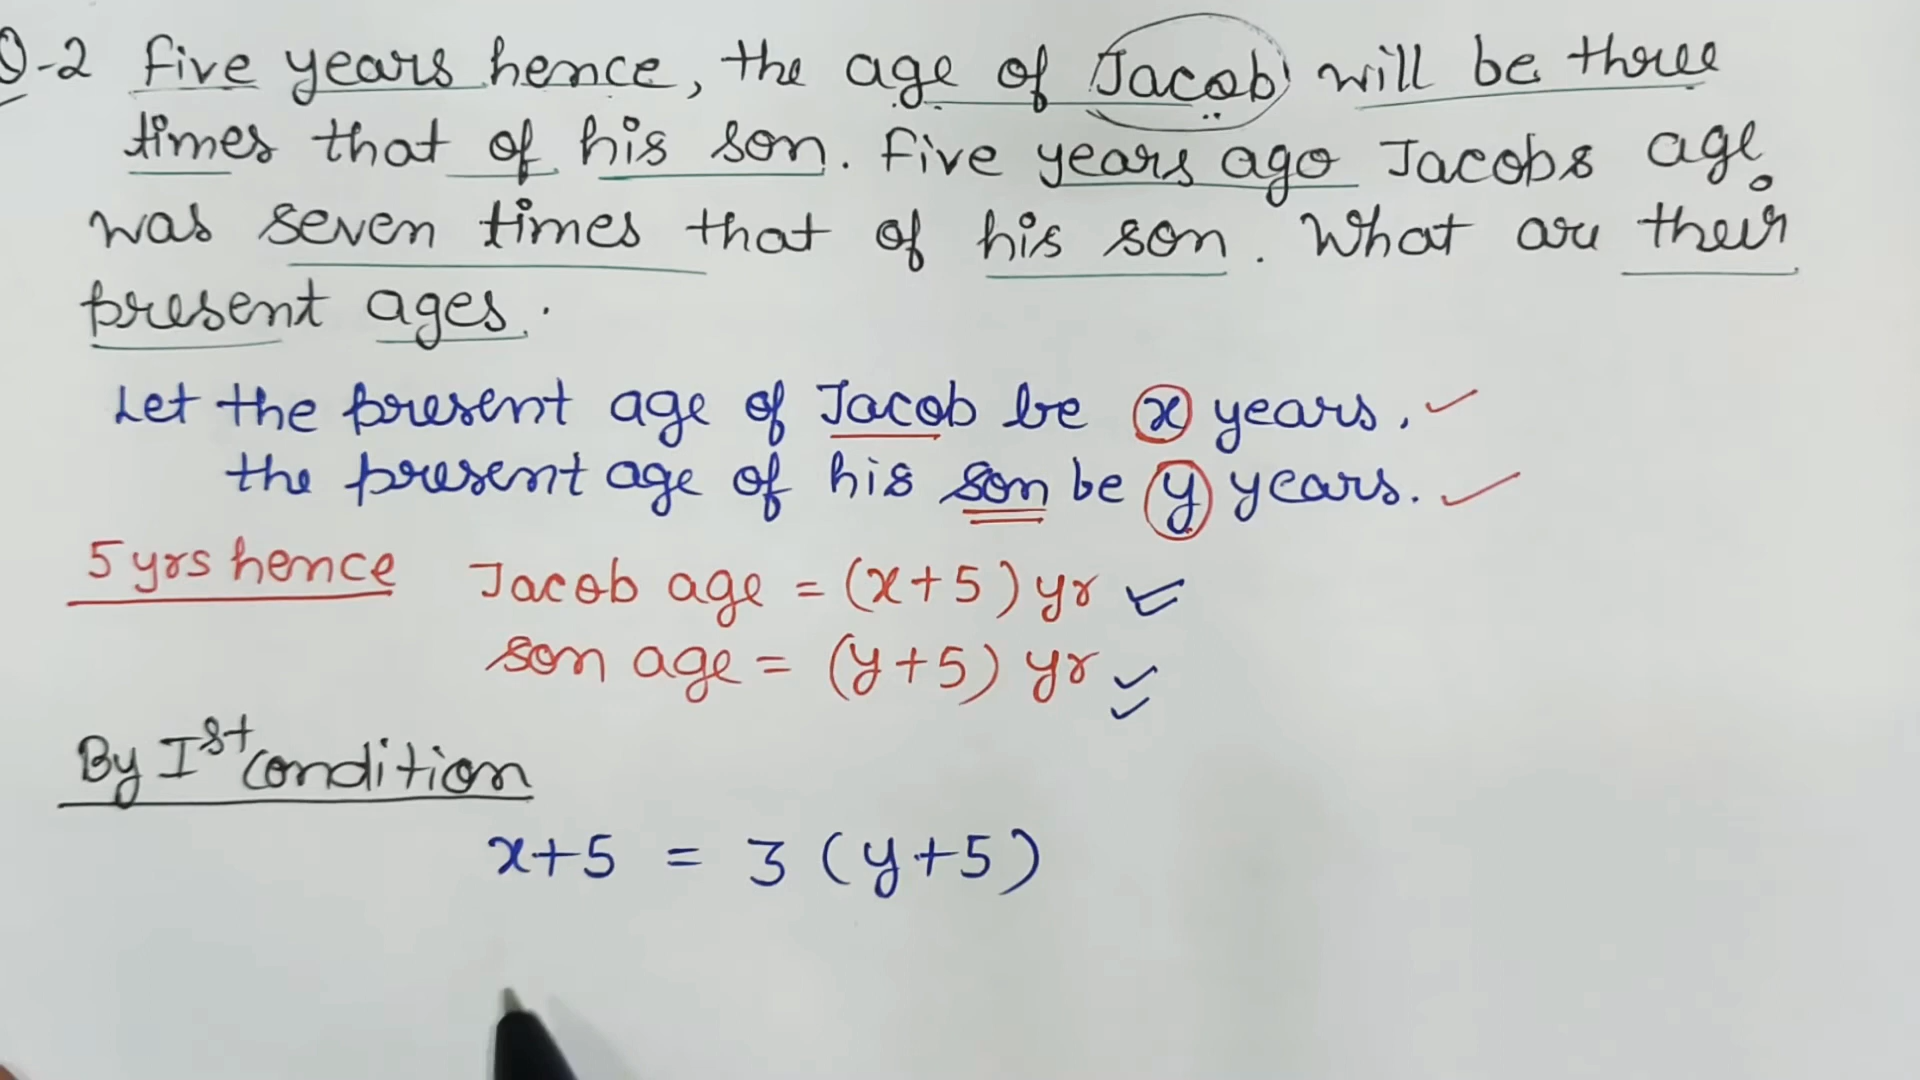 Q-2 Five years hence, the age of Jacob will be three
times that of his son. Five years ago Jacobs age
was seven times that of his son. What are their
present ages.
Let the present age of Jacob be x years.
the present age of his son be y years.
5 yrs hence Jacob age = (x+5) yr
son age = (y+5) yr
By Ist condition
x+5 = 3 (y+5)